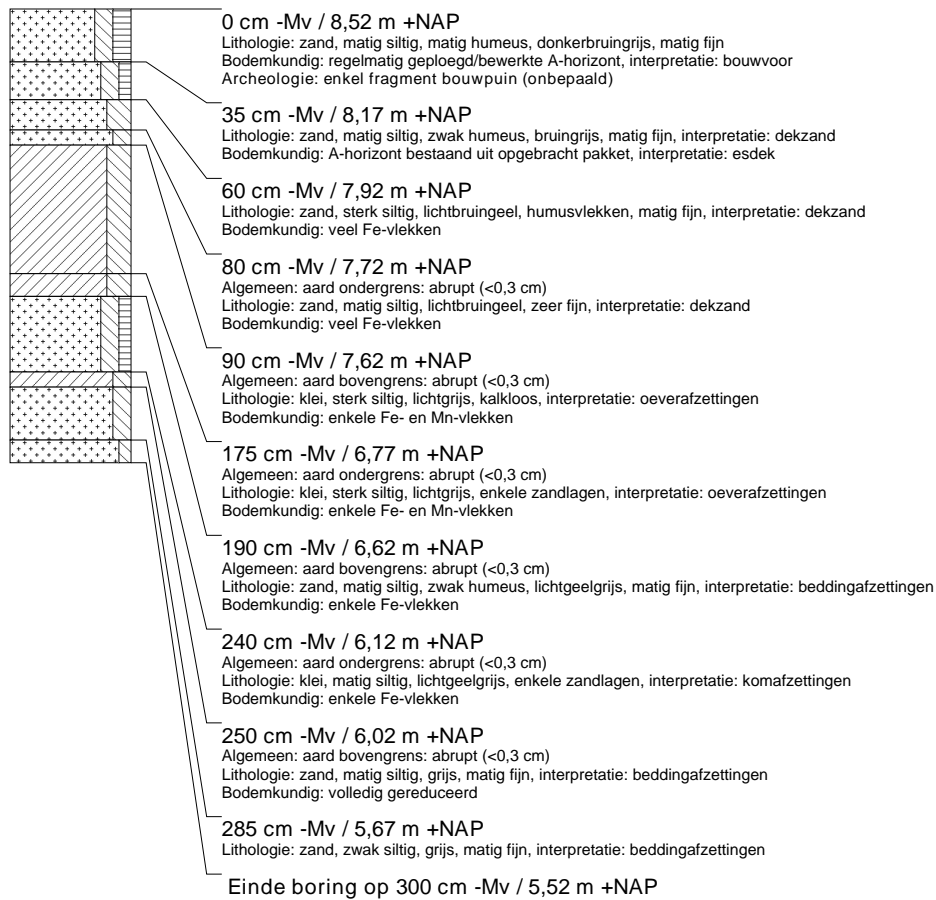 0 cm -Mv / 8,52 m +NAP
Lithologie: zand, matig siltig, matig humeus, donkerbruingrijs, matig fijn
Bodemkundig: regelmatig geploegd/bewerkte A-horizont, interpretatie: bouwvoor
Archeologie: enkel fragment bouwpuin (onbepaald)
35 cm -Mv / 8,17 m +NAP
Lithologie: zand, matig siltig, zwak humeus, bruingrijs, matig fijn, interpretatie: dekzand
Bodemkundig: A-horizont bestaand uit opgebracht pakket, interpretatie: esdek
60 cm -Mv / 7,92 m +NAP
Lithologie: zand, sterk siltig, lichtbruingeel, humusvlekken, matig fijn, interpretatie: dekzand
Bodemkundig: veel Fe-vlekken
80 cm -Mv / 7,72 m +NAP
Algemeen: aard ondergrens: abrupt (<0,3 cm)
Lithologie: zand, matig siltig, lichtbruingeel, zeer fijn, interpretatie: dekzand
Bodemkundig: veel Fe-vlekken
90 cm -Mv / 7,62 m +NAP
Algemeen: aard bovengrens: abrupt (<0,3 cm)
Lithologie: klei, sterk siltig, lichtgrijs, kalkloos, interpretatie: oeverafzettingen
Bodemkundig: enkele Fe- en Mn-vlekken
175 cm -Mv / 6,77 m +NAP
Algemeen: aard ondergrens: abrupt (<0,3 cm)
Lithologie: klei, sterk siltig, lichtgrijs, enkele zandlagen, interpretatie: oeverafzettingen
Bodemkundig: enkele Fe- en Mn-vlekken
190 cm -Mv / 6,62 m +NAP
Algemeen: aard bovengrens: abrupt (<0,3 cm)
Lithologie: zand, matig siltig, zwak humeus, lichtgeelgrijs, matig fijn, interpretatie: beddingafzettingen
Bodemkundig: enkele Fe-vlekken
240 cm -Mv / 6,12 m +NAP
Algemeen: aard ondergrens: abrupt (<0,3 cm)
Lithologie: klei, matig siltig, lichtgeelgrijs, enkele zandlagen, interpretatie: komafzettingen
Bodemkundig: enkele Fe-vlekken
250 cm -Mv / 6,02 m +NAP
Algemeen: aard bovengrens: abrupt (<0,3 cm)
Lithologie: zand, matig siltig, grijs, matig fijn, interpretatie: beddingafzettingen
Bodemkundig: volledig gereduceerd
285 cm -Mv / 5,67 m +NAP
Lithologie: zand, zwak siltig, grijs, matig fijn, interpretatie: beddingafzettingen
Einde boring op 300 cm -Mv / 5,52 m +NAP